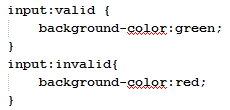 input:valid {
    background-color:green;
}
input:invalid{
    background-color:red;
}